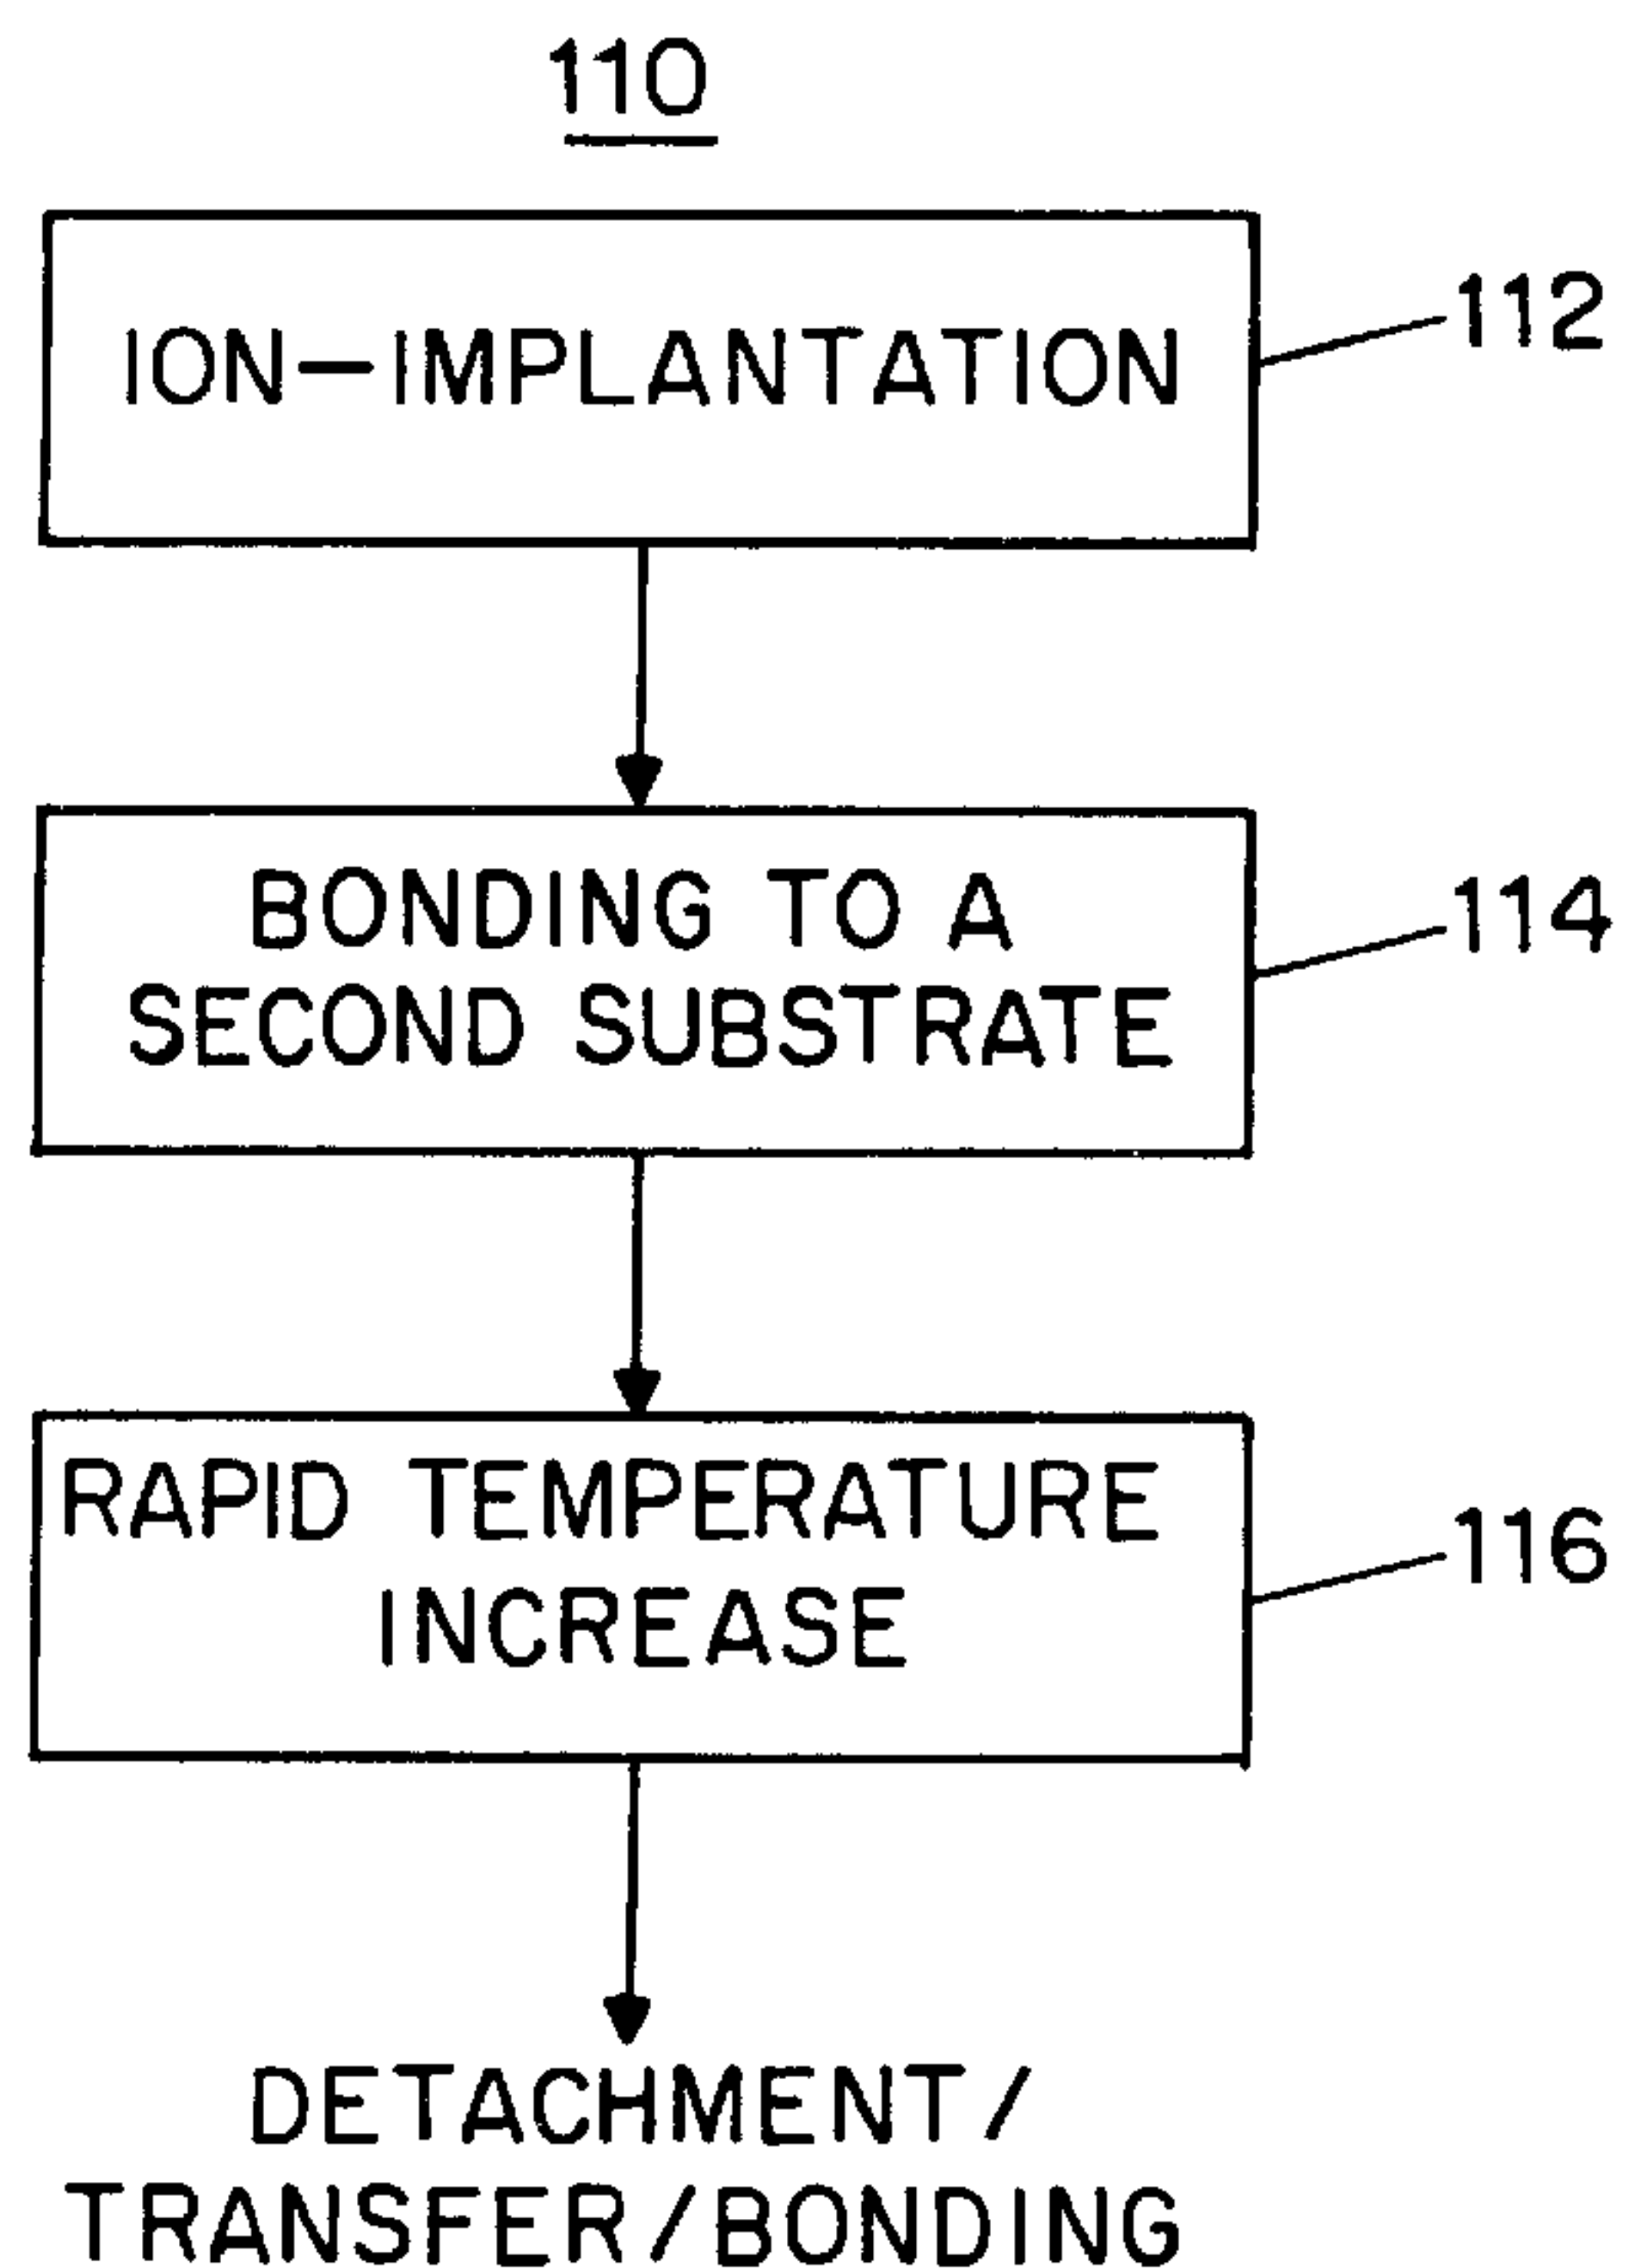 110
ION-IMPLANTATION
112
BONDING TO A
SECOND SUBSTRATE
114
RAPID TEMPERATURE
INCREASE
116
DETACHMENT/
TRANSFER/BONDING